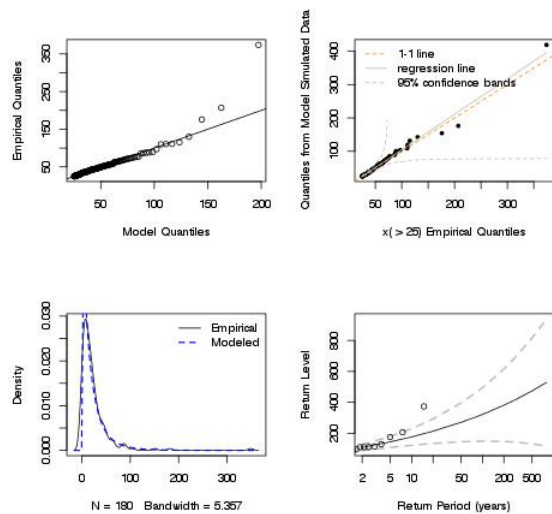 Empirical Quantiles
350
250
150
50
50
100
150
200
Model Quantiles
Quantiles from Model Simulated Data
400
300
200
100
1-1 line
regression line
95% confidence bands
50
150
250
350
x( > 25) Empirical Quantiles
Density
0.030
0.020
0.010
0.000
Empirical
Modeled
0
100
200
300
N = 180 Bandwidth = 5.357
Return Level
800
600
400
200
2
5
10
50
200
500
Return Period (years)